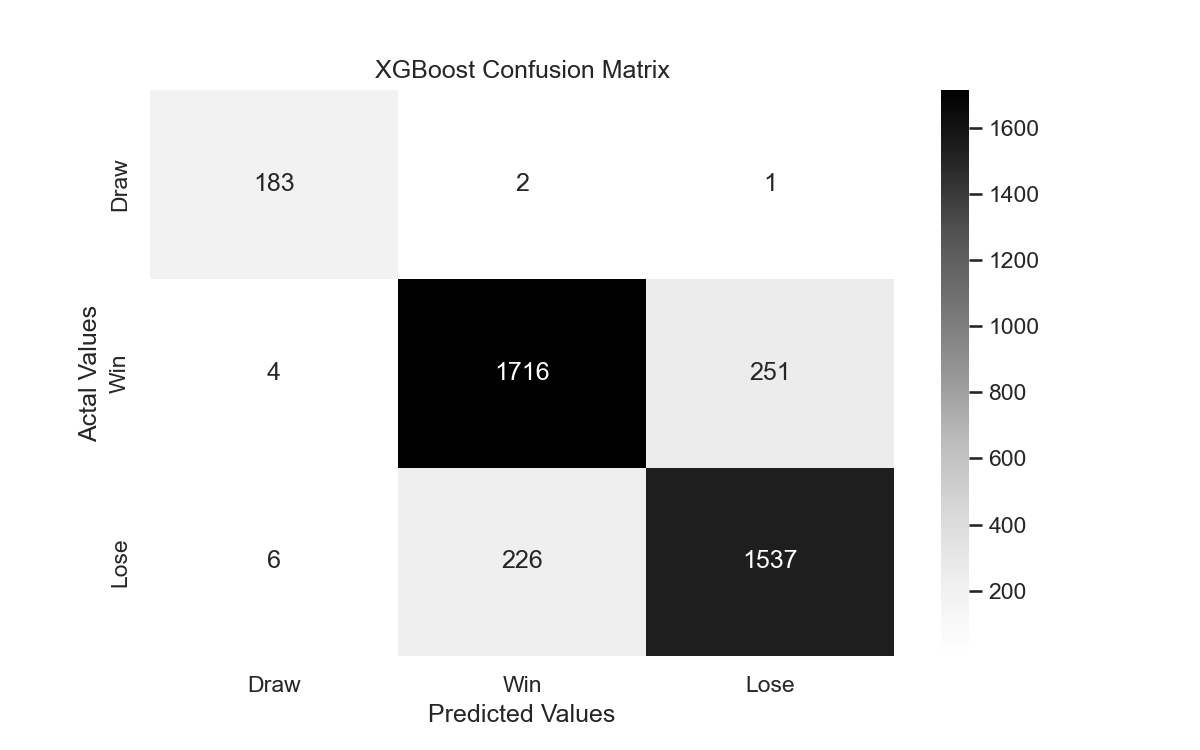 XGBoost Confusion Matrix
Actal Values
Draw
183 2 1
Win
4 1716 251
Lose
6 226 1537
Draw Win Lose
Predicted Values
1600
1400
1200
1000
800
600
400
200